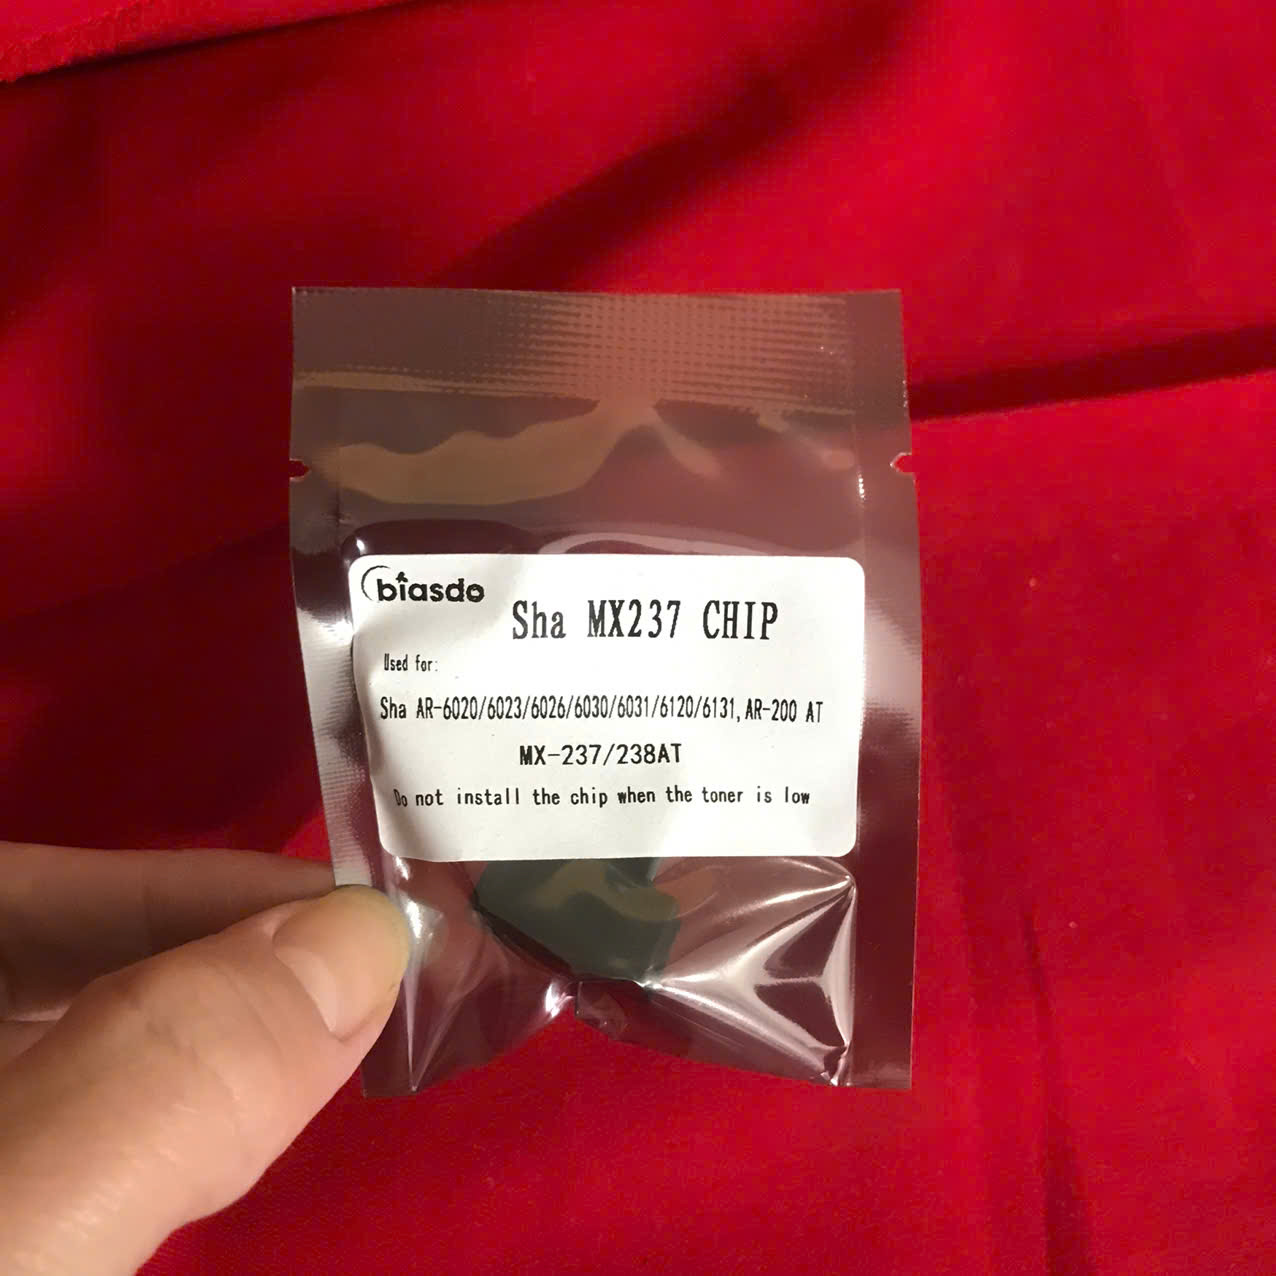 biasdo
Sha MX237 CHIP
Used for:
Sha AR-6020/6023/6026/6030/6031/6120/6131, AR-200 AT
MX-237/238AT
Do not install the chip when the toner is low